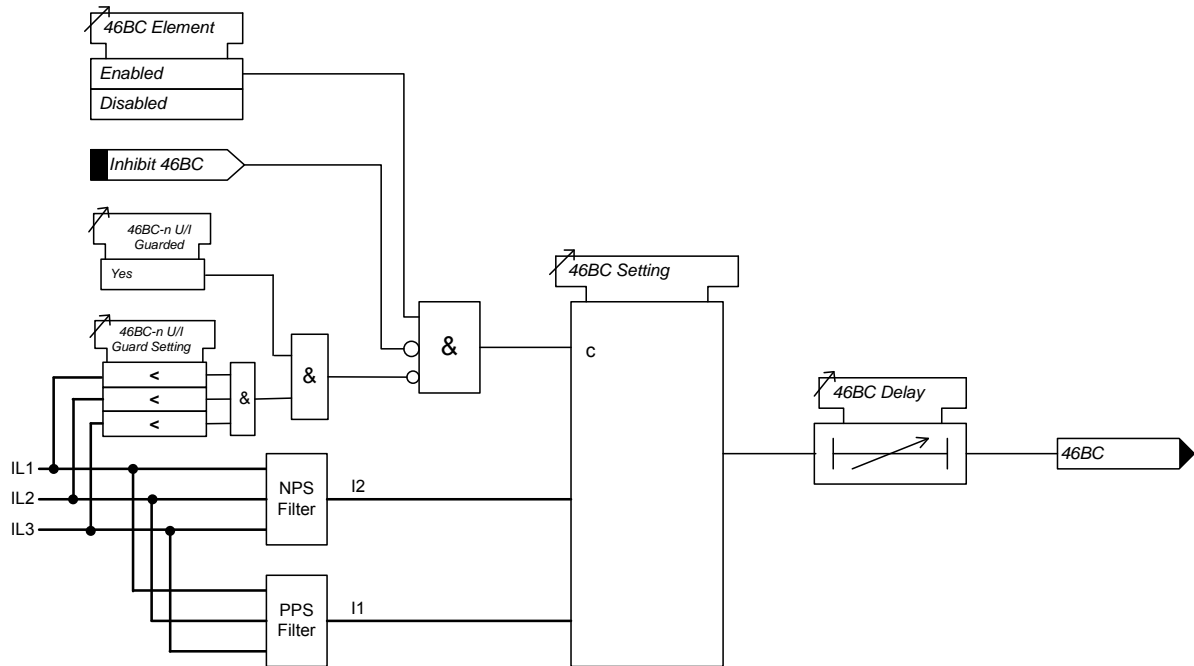 46BC Element
Enabled
Disabled
Inhibit 46BC
46BC-n U/I
Guarded
Yes
46BC-n U/I
Guard Setting
<
<
<
&
&
&
46BC Setting
c
46BC Delay
46BC
IL1
IL2
IL3
NPS
Filter
I2
PPS
Filter
I1